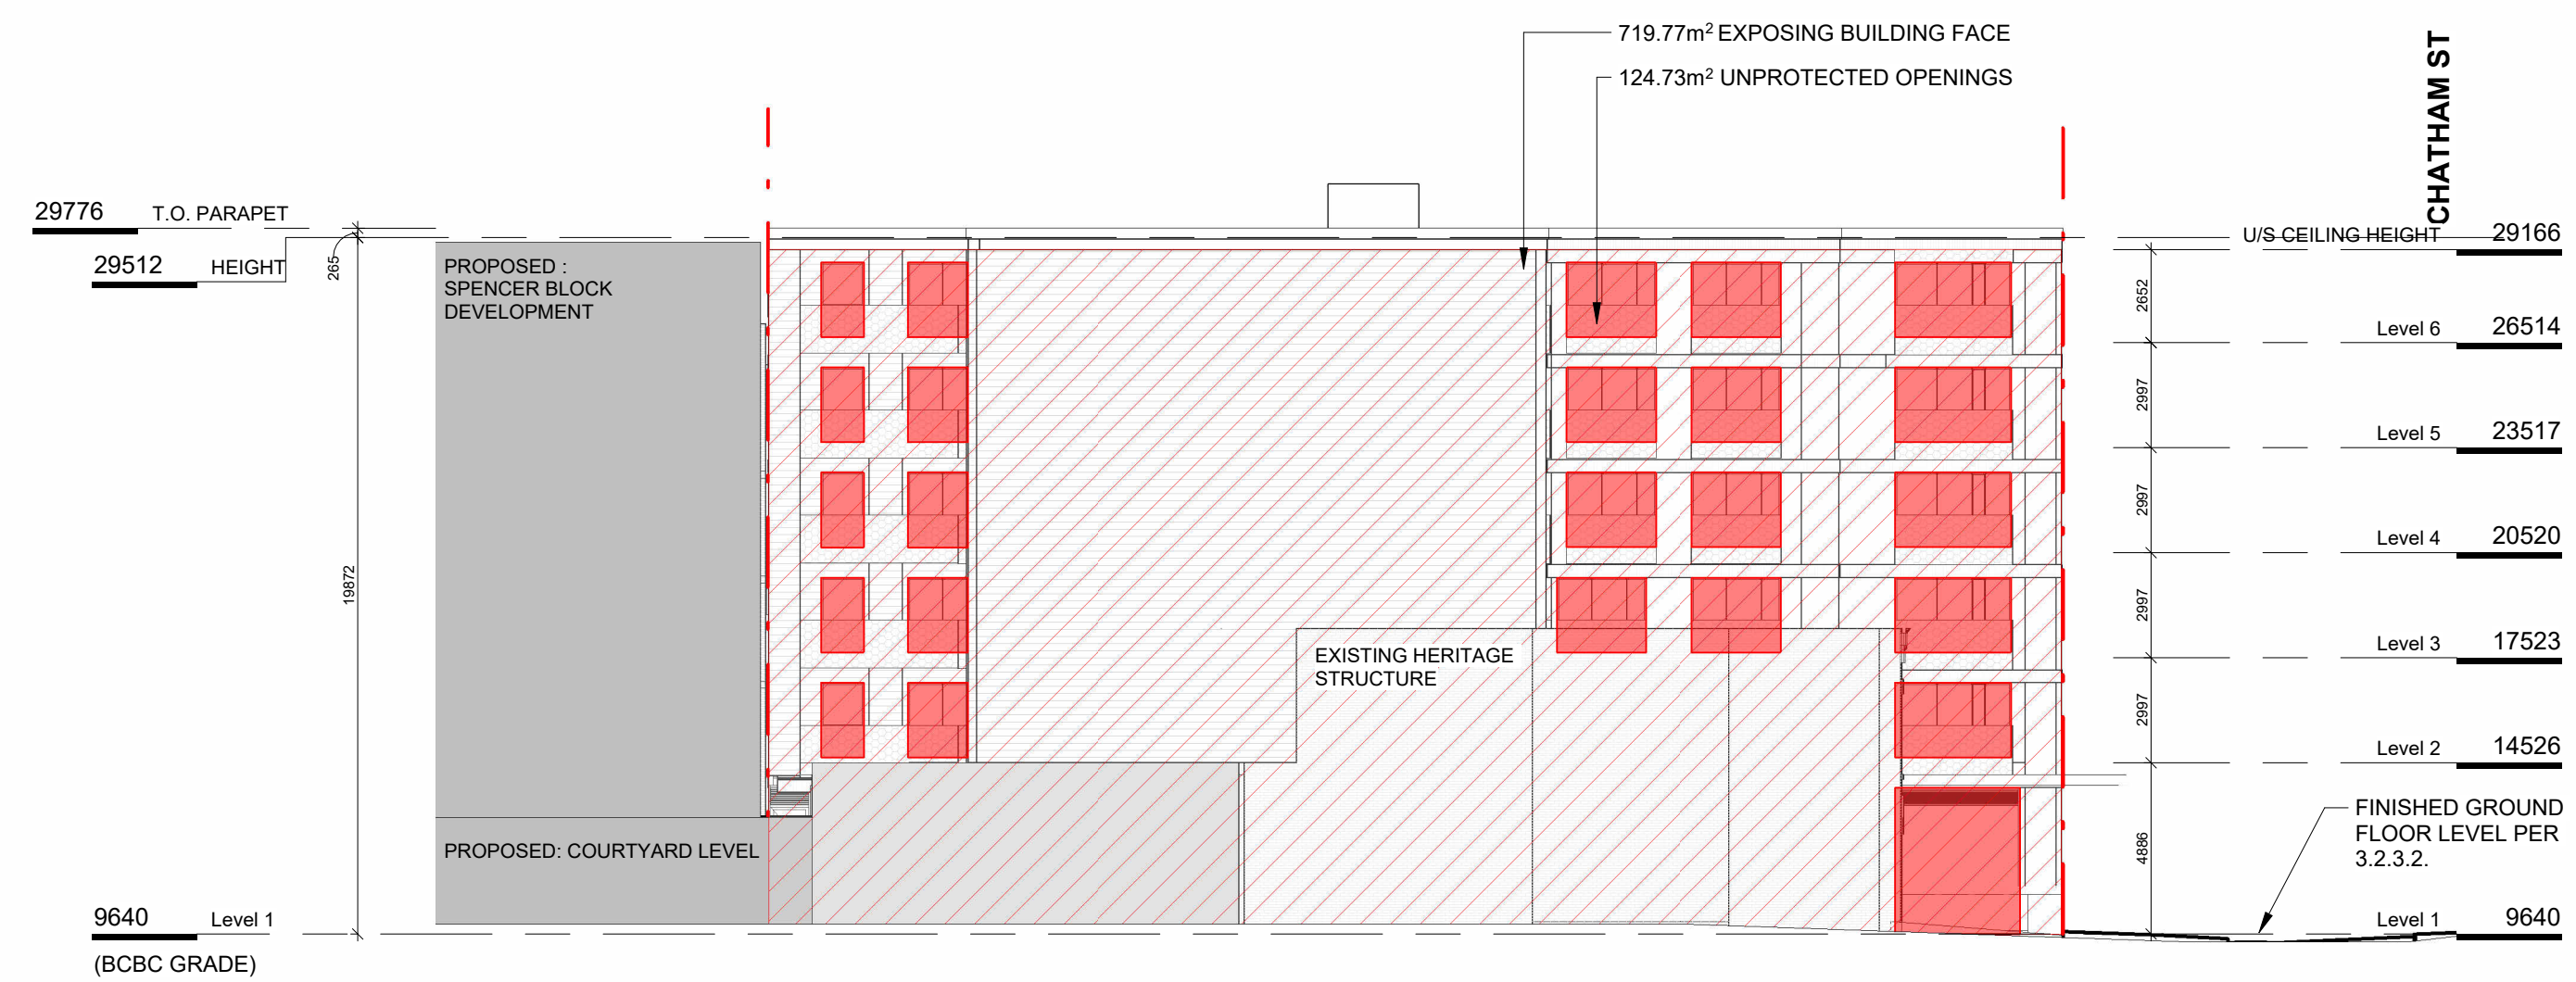 719.77m² EXPOSING BUILDING FACE
124.73m² UNPROTECTED OPENINGS
CHATHAM ST
29776 T.O. PARAPET
29512 HEIGHT
265
19872
PROPOSED :
SPENCER BLOCK
DEVELOPMENT
U/S CEILING HEIGHT 29166
2652
Level 6 26514
2997
Level 5 23517
2997
Level 4 20520
2997
Level 3 17523
2997
Level 2 14526
4886
EXISTING HERITAGE
STRUCTURE
PROPOSED: COURTYARD LEVEL
FINISHED GROUND
FLOOR LEVEL PER
3.2.3.2.
9640 Level 1
(BCBC GRADE)
Level 1 9640